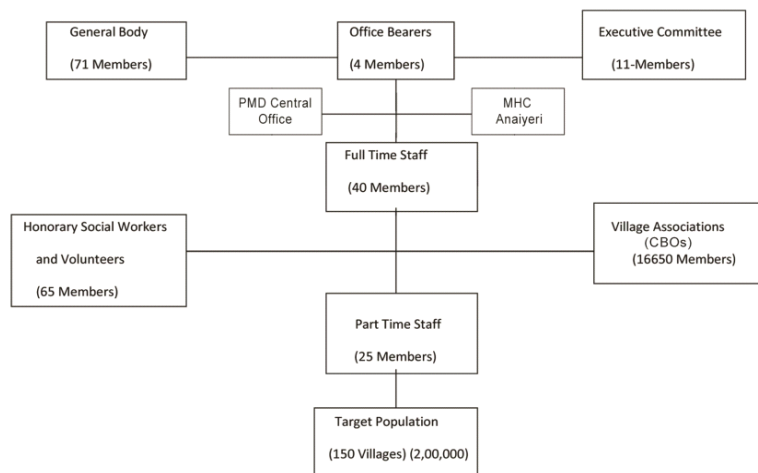 General Body
(71 Members)
Office Bearers
(4 Members)
Executive Committee
(11-Members)
PMD Central
Office
MHC
Anaiyeri
Full Time Staff
(40 Members)
Honorary Social Workers
and Volunteers
(65 Members)
Village Associations
(CBOs)
(16650 Members)
Part Time Staff
(25 Members)
Target Population
(150 Villages) (2,00,000)